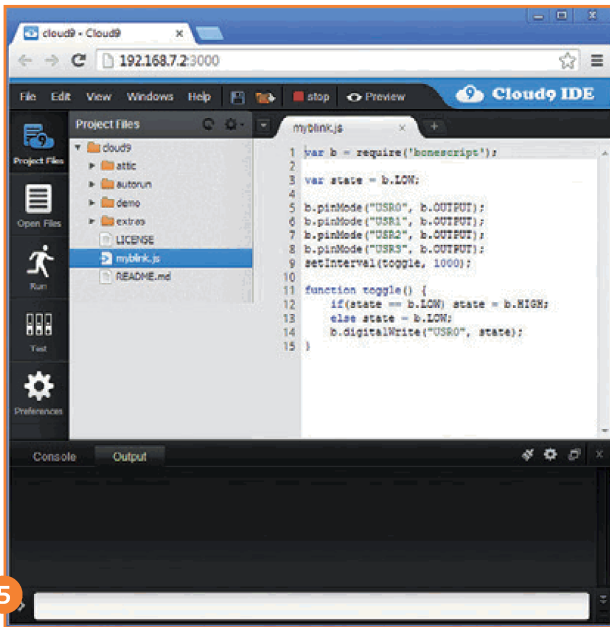 cloud9 - Cloud9
192.168.7.2:3000
File Edit View Windows Help stop Preview Cloud9 IDE
Project Files
Open Files
Run
Test
Preferences
Project Files
cloud9
attic
autorun
demo
extras
LICENSE
myblink.js
README.md
myblink.js
1 var b = require('bonescript');
2
3 var state = b.LOW;
4
5 b.pinMode("USR0", b.OUTPUT);
6 b.pinMode("USR1", b.OUTPUT);
7 b.pinMode("USR2", b.OUTPUT);
8 b.pinMode("USR3", b.OUTPUT);
9 setInterval(toggle, 1000);
10
11 function toggle() {
12 if(state == b.LOW) state = b.HIGH;
13 else state = b.LOW;
14 b.digitalWrite("USR0", state);
15 }
Console Output
5